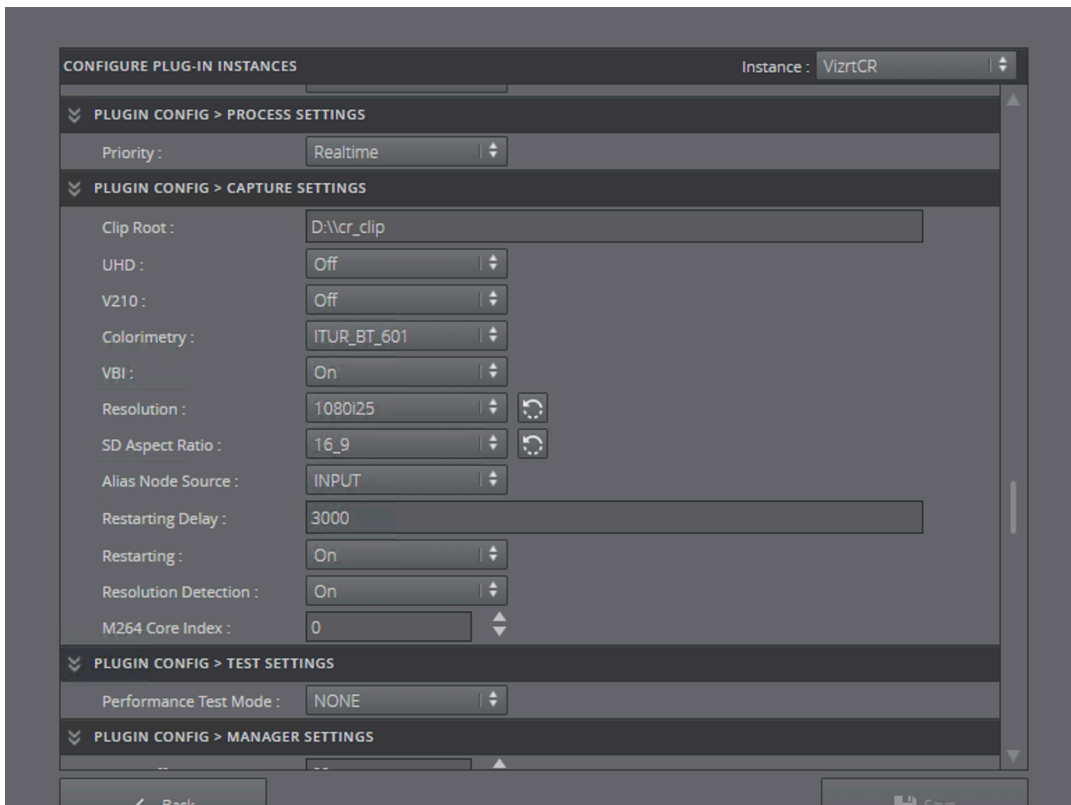 CONFIGURE PLUG-IN INSTANCES Instance : VizrtCR
PLUGIN CONFIG > PROCESS SETTINGS
Priority : Realtime
PLUGIN CONFIG > CAPTURE SETTINGS
Clip Root : D:\\cr_clip
UHD : Off
V210 : Off
Colorimetry : ITUR_BT_601
VBI : On
Resolution : 1080i25
SD Aspect Ratio : 16_9
Alias Node Source : INPUT
Restarting Delay : 3000
Restarting : On
Resolution Detection : On
M264 Core Index : 0
PLUGIN CONFIG > TEST SETTINGS
Performance Test Mode : NONE
PLUGIN CONFIG > MANAGER SETTINGS
Back Save